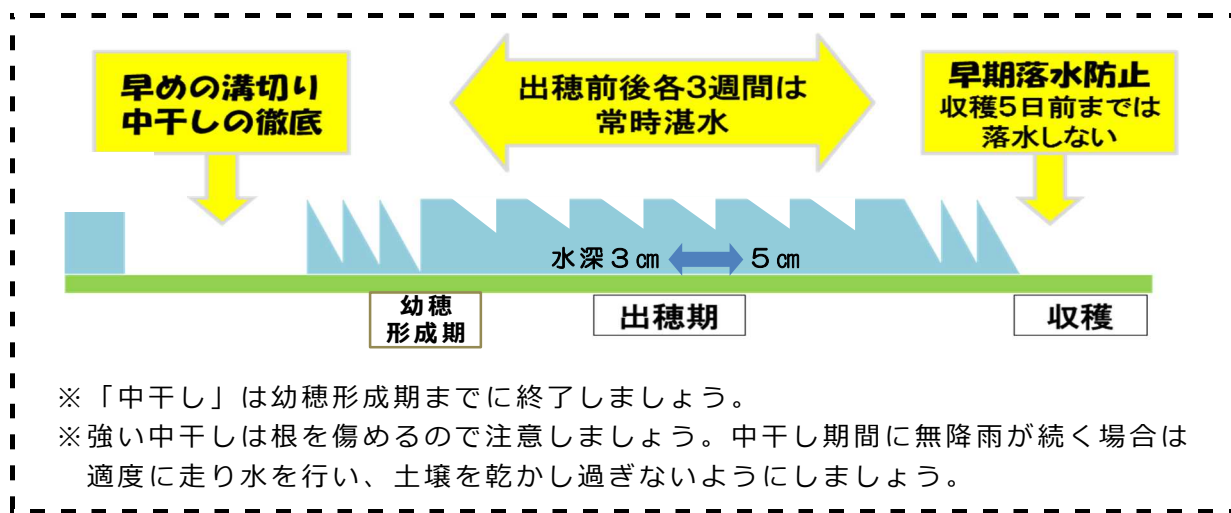 早めの溝切り
中干しの徹底
出穂前後各3週間は
常時湛水
早期落水防止
収穫5日前までは
落水しない
水深3㎝
5㎝
幼穂
形成期
出穂期
収穫
※「中干し」は幼穂形成期までに終了しましょう。
※強い中干しは根を傷めるので注意しましょう。中干し期間に無降雨が続く場合は
適度に走り水を行い、土壌を乾かし過ぎないようにしましょう。